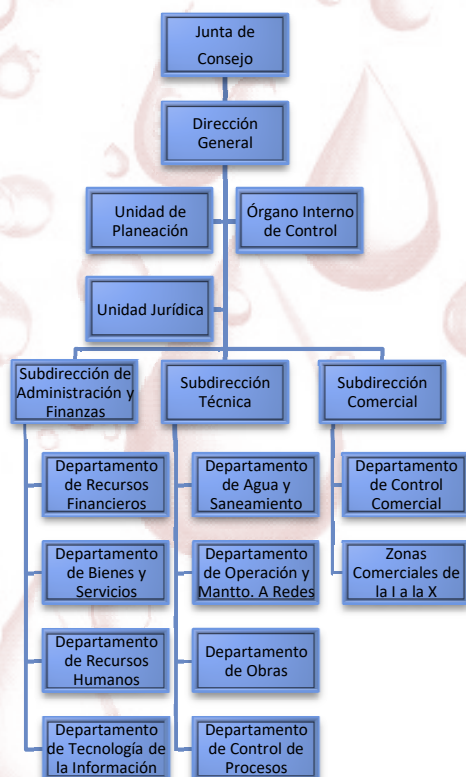 Junta de
Consejo
Dirección
General
Unidad de
Planeación
Órgano Interno
de Control
Unidad Jurídica
Subdirección de
Administración y
Finanzas
Subdirección
Técnica
Subdirección
Comercial
Departamento
de Recursos
Financieros
Departamento
de Agua y
Saneamiento
Departamento
de Control
Comercial
Departamento
de Bienes y
Servicios
Departamento
de Operación y
Mantto. A Redes
Zonas
Comerciales de
la I a la X
Departamento
de Recursos
Humanos
Departamento
de Obras
Departamento
de Tecnología de
la Información
Departamento
de Control de
Procesos